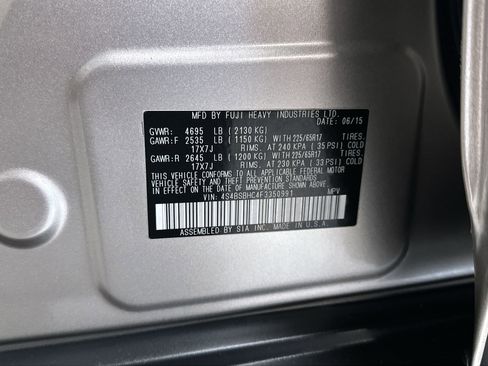 MFD BY FUJI HEAVY INDUSTRIES LTD.
DATE: 06/15
GVWR: 4695 LB ( 2130 KG)
GAWR:F 2535 LB ( 1150 KG) WITH 225/65R17 TIRES.
17X7J RIMS. AT 240 KPA ( 35 PSI) COLD
GAWR:R 2645 LB ( 1200 KG) WITH 225/65R17 TIRES.
17X7J RIMS. AT 230 KPA ( 33 PSI) COLD
THIS VEHICLE CONFORMS TO ALL APPLICABLE FEDERAL MOTOR
VEHICLE SAFETY AND THEFT PREVENTION STANDARDS IN EFFECT ON THE
DATE OF MANUFACTURE SHOWN ABOVE.
VIN: 4S4BSBHC4F3350991 MPV
ASSEMBLED BY SIA INC. MADE IN U.S.A.